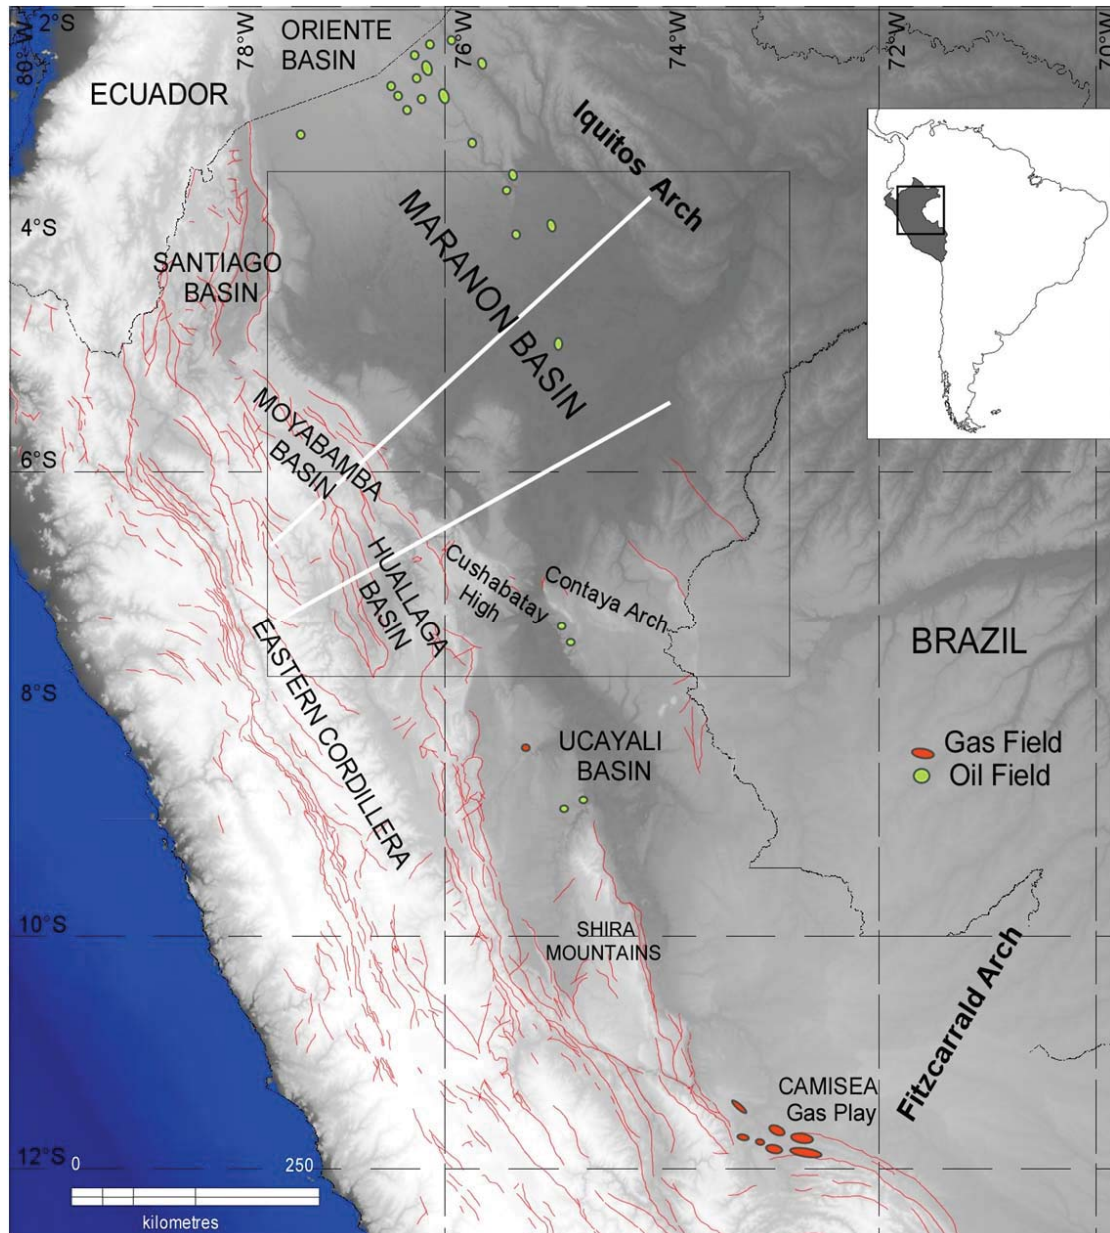 80°W
2°S
78°W
ORIENTE
BASIN
76°W
74°W
72°W
70°W
ECUADOR
Iquitos Arch
4°S
MARANON BASIN
SANTIAGO
BASIN
MOYABAMBA
BASIN
6°S
HUALLAGA
BASIN
Cushabatay
High
Contaya Arch
BRAZIL
EASTERN CORDILLERA
8°S
UCAYALI
BASIN
Gas Field
Oil Field
10°S
SHIRA
MOUNTAINS
Fitzcarrald Arch
CAMISEA
Gas Play
12°S
0 250
kilometres